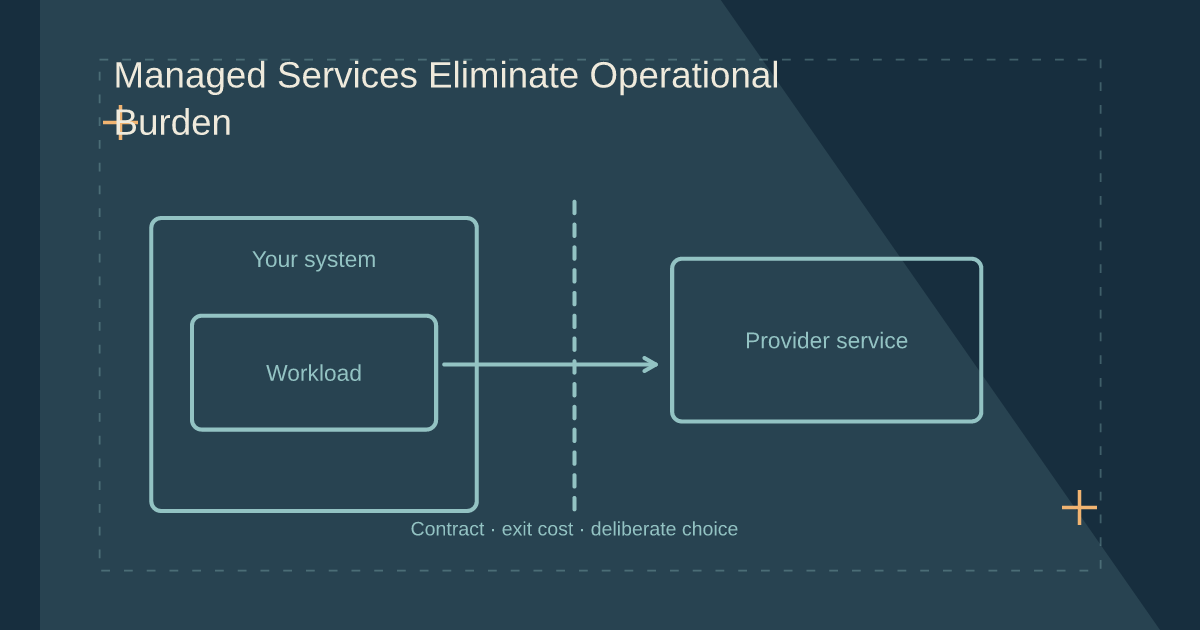 Managed Services Eliminate Operational
Burden
Your system
Workload
Provider service
Contract · exit cost · deliberate choice